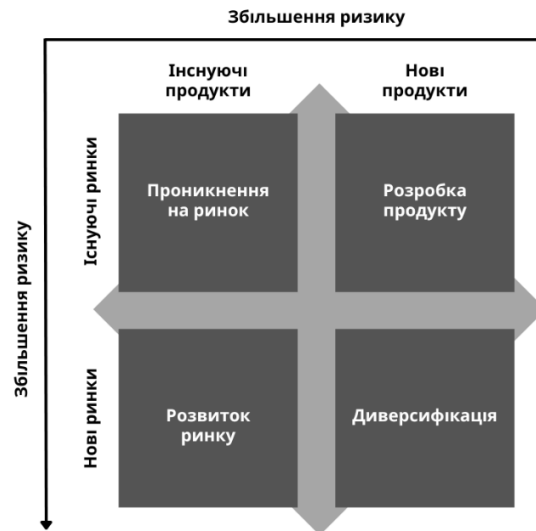 Збільшення ризику
Інснуючі
продукти
Нові
продукти
Збільшення ризику
Існуючі ринки
Проникнення
на ринок
Розробка
продукту
Нові ринки
Розвиток
ринку
Диверсифікація